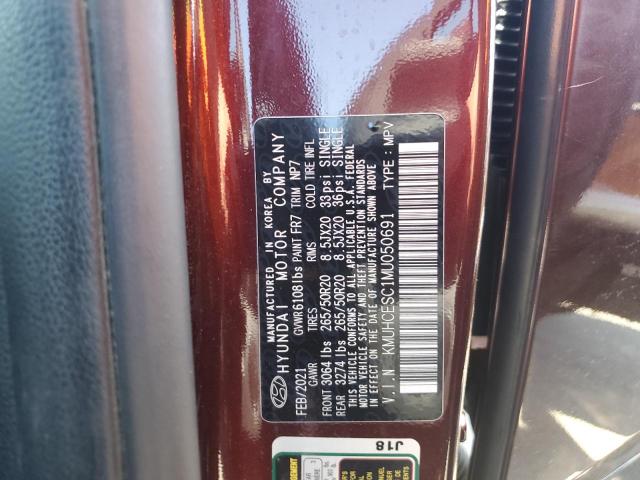 MANUFACTURED IN KOREA BY
HYUNDAI MOTOR COMPANY
FEB/2021 GVWR 6108 lbs PAINT FR7 TRIM NP7
GAWR TIRES RIMS COLD TIRE INFL
FRONT 3064 lbs 265/50R20 8.5JX20 33psi SINGLE
REAR 3274 lbs 265/50R20 8.5JX20 36psi SINGLE
THIS VEHICLE CONFORMS TO ALL APPLICABLE U.S.A. FEDERAL
MOTOR VEHICLE SAFETY AND THEFT PREVENTION STANDARDS
IN EFFECT ON THE DATE OF MANUFACTURE SHOWN ABOVE
V.I.N KMUHCESC1MU050691 TYPE : MPV
J18